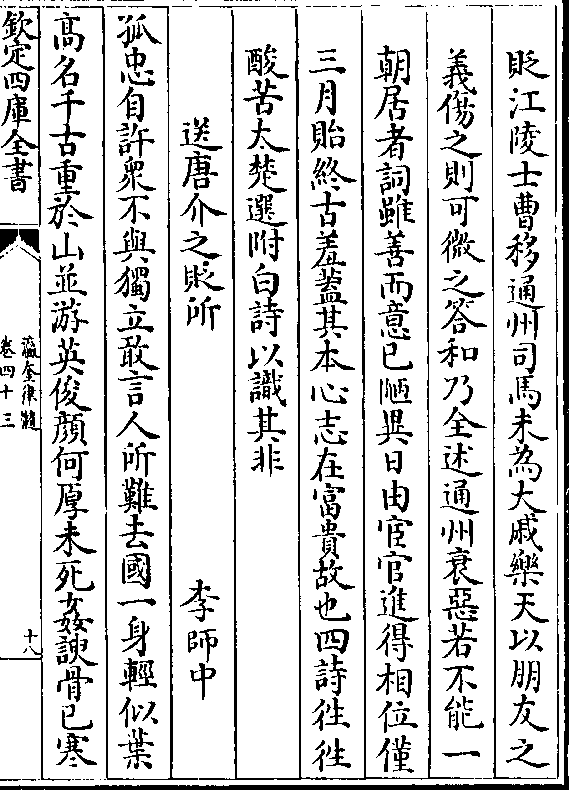 貶江陵士曹移通州司馬未為大戚樂天以朋友之
義傷之則可微之答和乃全述通州衰惡若不能一
朝居者詞雖善而意已陋異日由宦官進得相位僅
三月貽終古羞蓋其本心志在富貴故也四詩徃徃
酸苦太楚選附白詩以識其非
送唐介之貶所　李師中
孤忠自許衆不與獨立敢言人所難去國一身輕似葉
髙名千古重於山並游英俊顔何厚未死姦諛骨已寒
欽定四庫全書
瀛奎律髓
卷四十三
十八